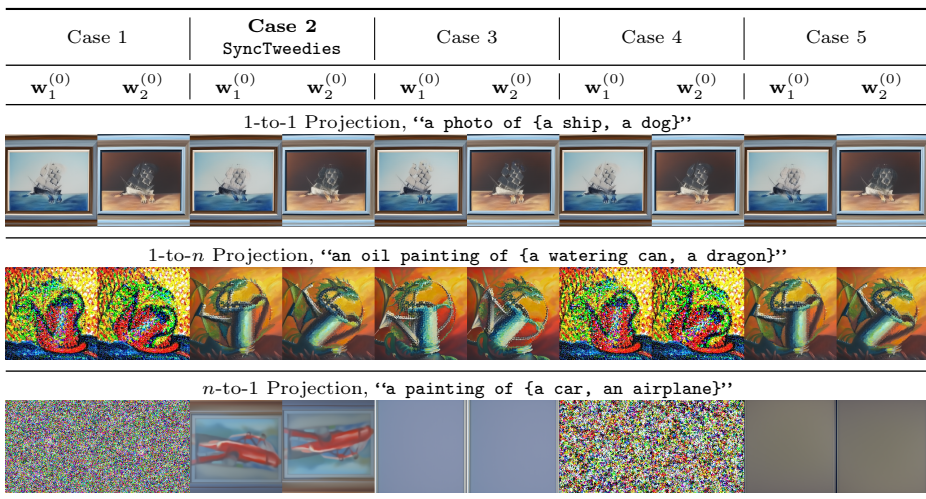 Case 1 Case 2 Case 3 Case 4 Case 5
SyncTweedies
w₁⁽⁰⁾ w₂⁽⁰⁾ w₁⁽⁰⁾ w₂⁽⁰⁾ w₁⁽⁰⁾ w₂⁽⁰⁾ w₁⁽⁰⁾ w₂⁽⁰⁾ w₁⁽⁰⁾ w₂⁽⁰⁾
1-to-1 Projection, “a photo of {a ship, a dog}”
1-to-n Projection, “an oil painting of {a watering can, a dragon}”
n-to-1 Projection, “a painting of {a car, an airplane}”